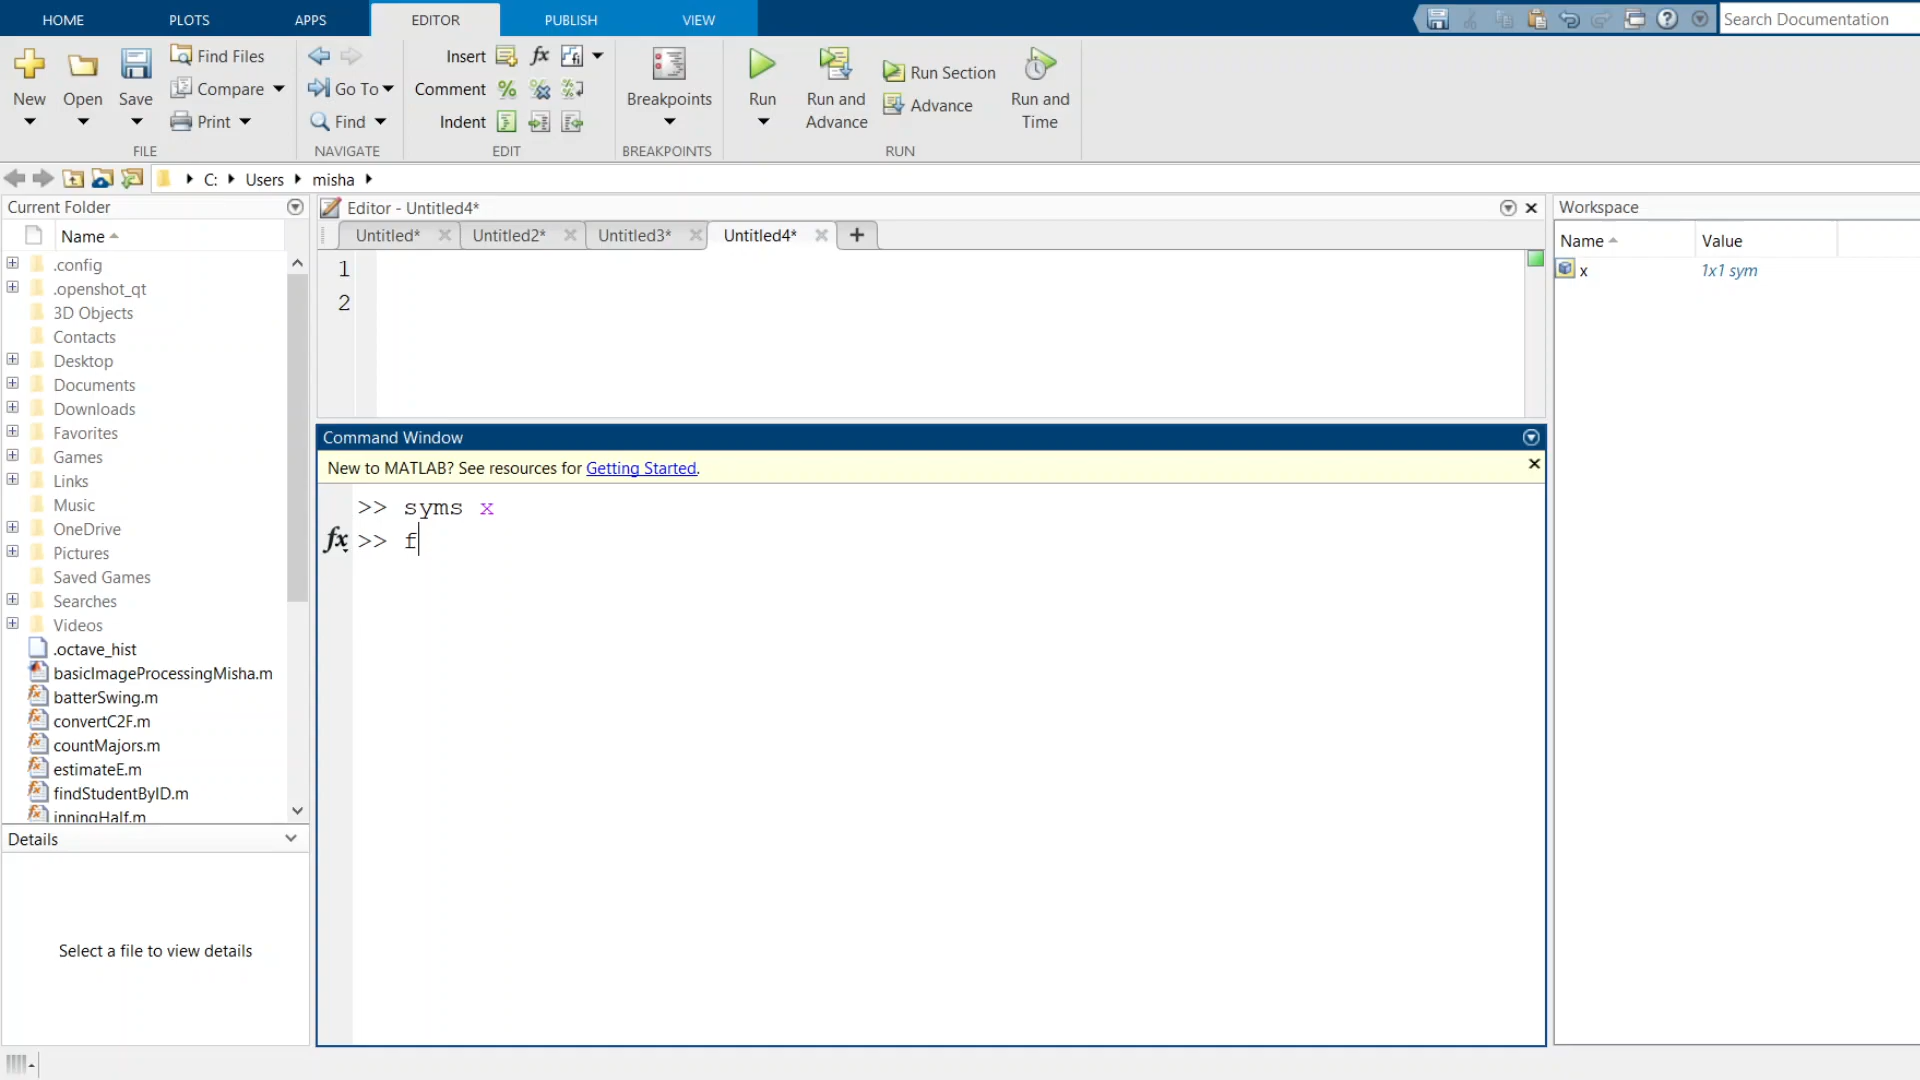 HOME PLOTS APPS EDITOR PUBLISH VIEW
Search Documentation
New
Open
Save
Find Files
Compare
Print
FILE
Go To
Find
NAVIGATE
Insert
Comment
Indent
EDIT
Breakpoints
BREAKPOINTS
Run
Run and
Advance
Run Section
Advance
Run and
Time
RUN
C: Users misha
Current Folder
Name
.config
.openshot_qt
3D Objects
Contacts
Desktop
Documents
Downloads
Favorites
Games
Links
Music
OneDrive
Pictures
Saved Games
Searches
Videos
.octave_hist
basicImageProcessingMisha.m
batterSwing.m
convertC2F.m
countMajors.m
estimateE.m
findStudentByID.m
inningHalf.m
Details
Select a file to view details
Editor - Untitled4*
Untitled* Untitled2* Untitled3* Untitled4*
1
2
Command Window
New to MATLAB? See resources for Getting Started.
>> syms x
fx >> f
Workspace
Name Value
x 1x1 sym